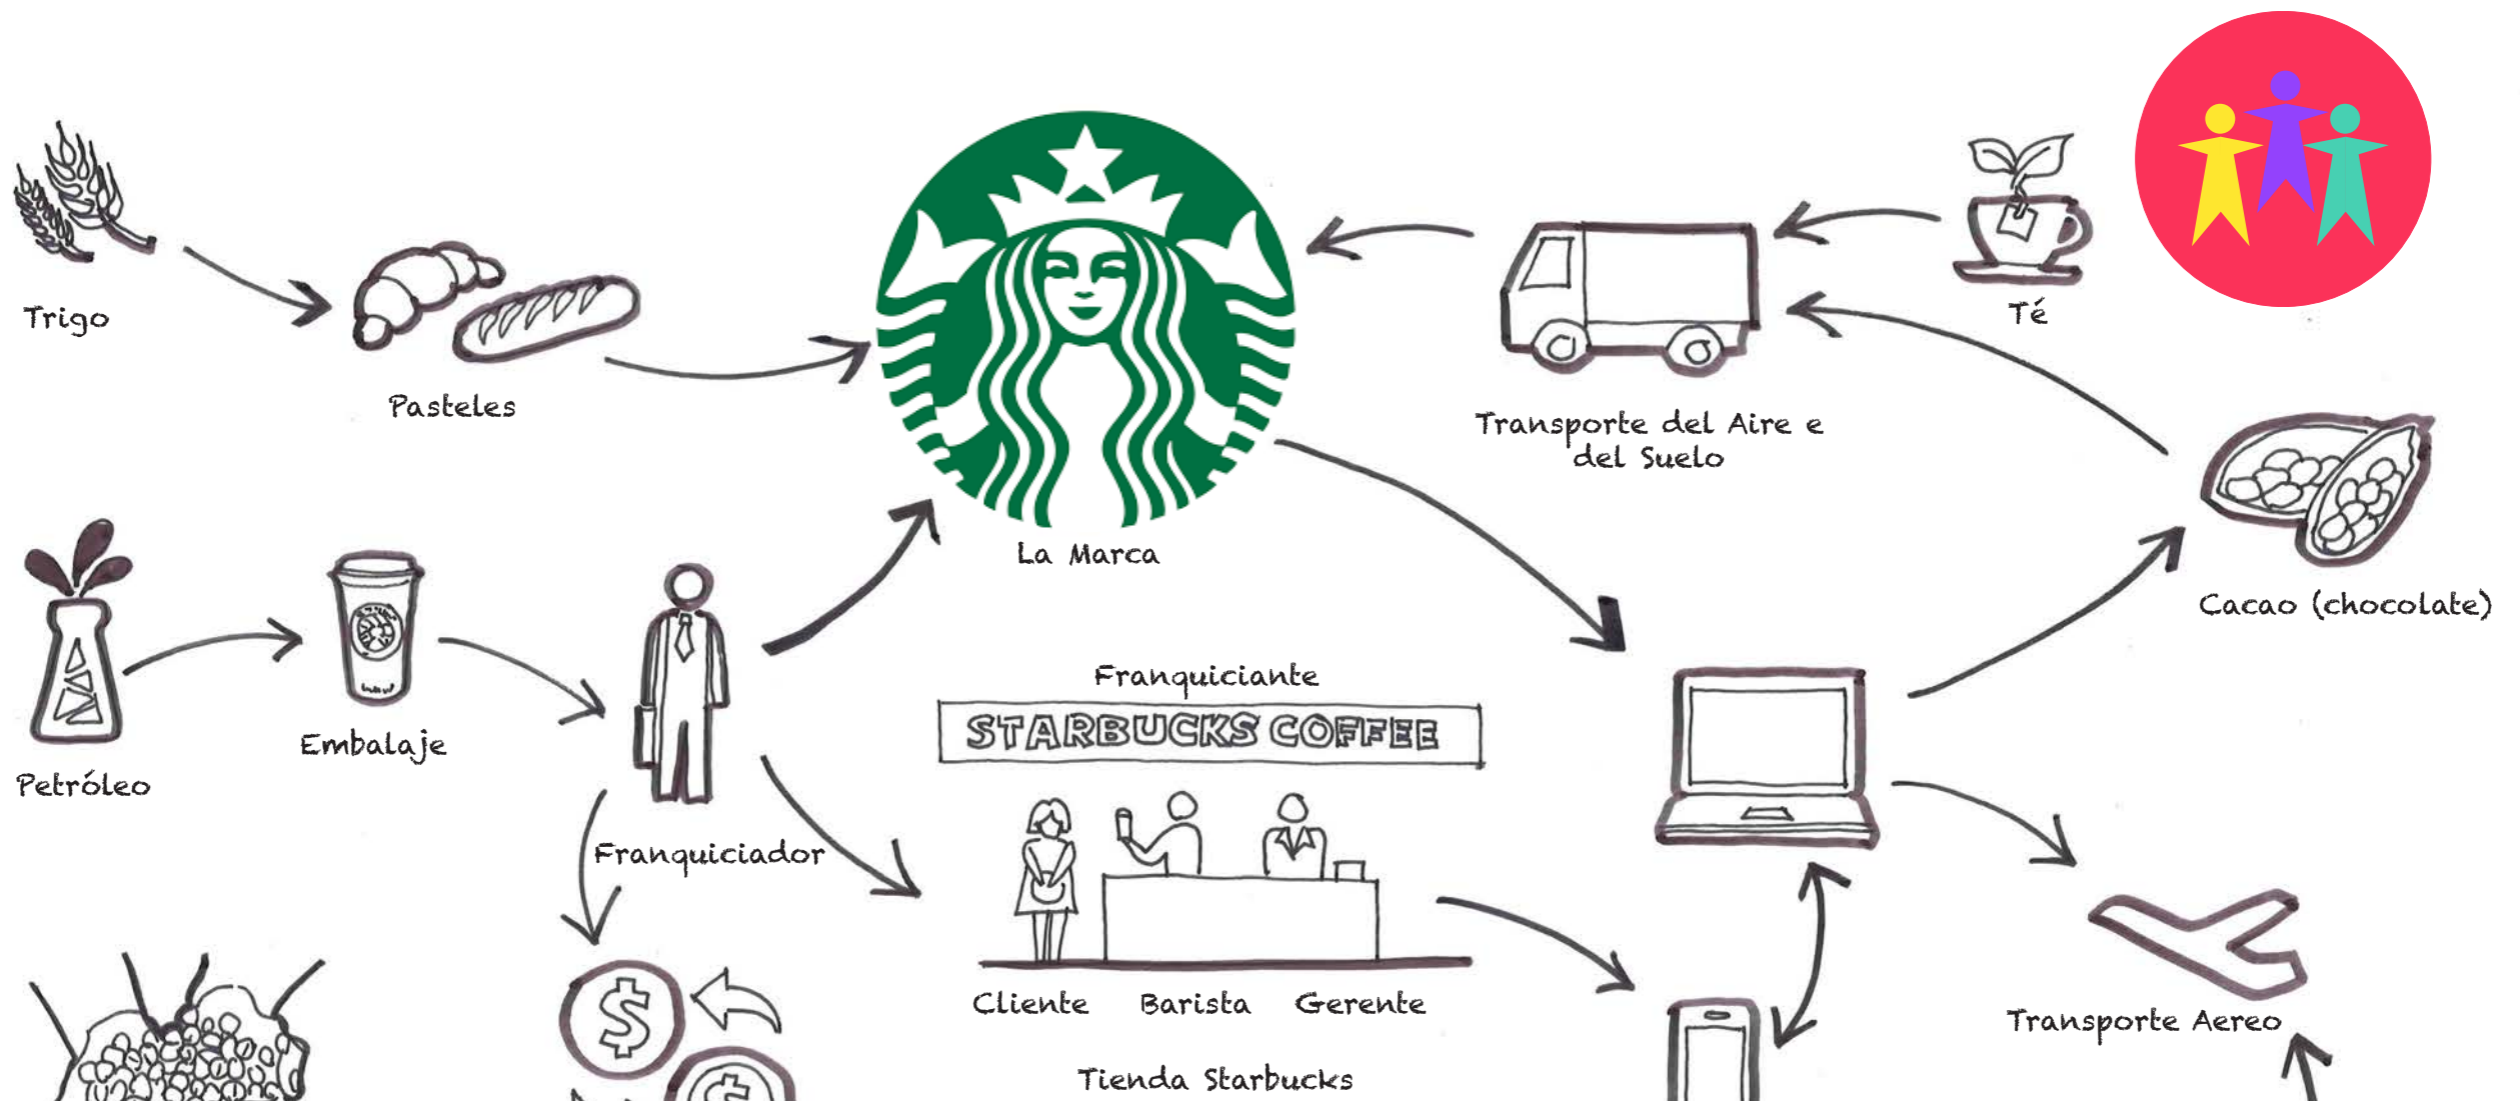 Trigo
Pasteles
La Marca
Transporte del Aire e
del Suelo
Té
Cacao (chocolate)
Petróleo
Embalaje
Franquiciador
Franquiciante
STARBUCKS COFFEE
Cliente Barista Gerente
Tienda Starbucks
Transporte Aereo
$
$